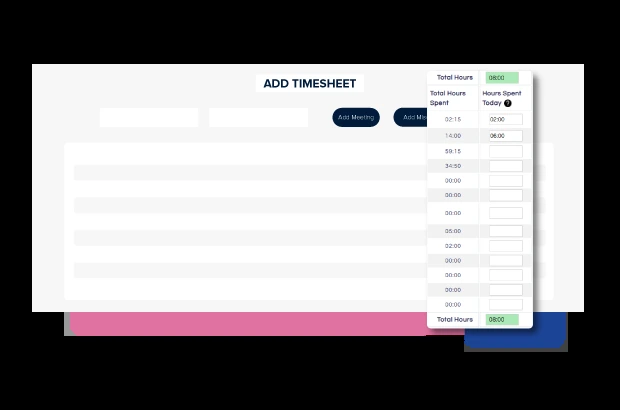 ADD TIMESHEET
Add Meeting
Add Mis
Total Hours 08:00
Total Hours Spent Hours Spent Today ?
02:15 02:00
14:00 06:00
59:15
34:50
00:00
00:00
00:00
05:00
02:00
00:00
00:00
00:00
00:00
Total Hours 08:00